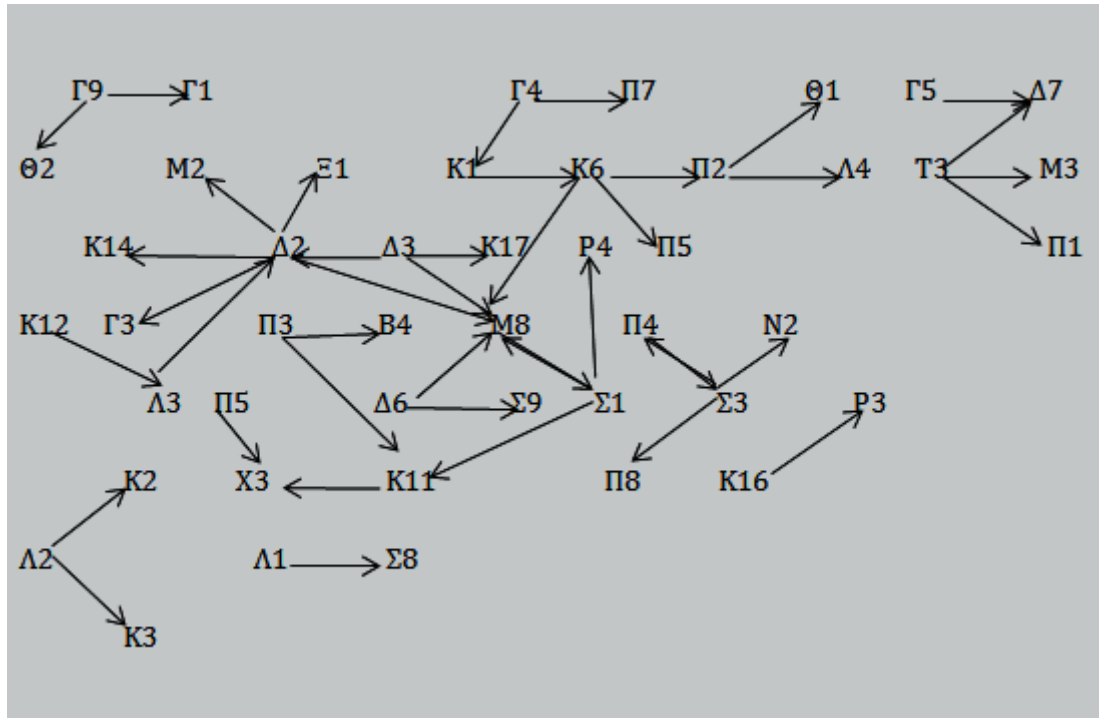 Γ9 Γ1 Γ4 Π7 Θ1 Γ5 Δ7
Θ2 Μ2 Ξ1 Κ1 Κ6 Π2 Λ4 Τ3 Μ3
Κ14 Δ2 Δ3 Κ17 Ρ4 Π5 Π1
Κ12 Γ3 Π3 Β4 Μ8 Π4 Ν2
Λ3 Π5 Δ6 Σ9 Σ1 Σ3 Ρ3
Κ2 Χ3 Κ11 Π8 Κ16
Λ2 Λ1 Σ8
Κ3